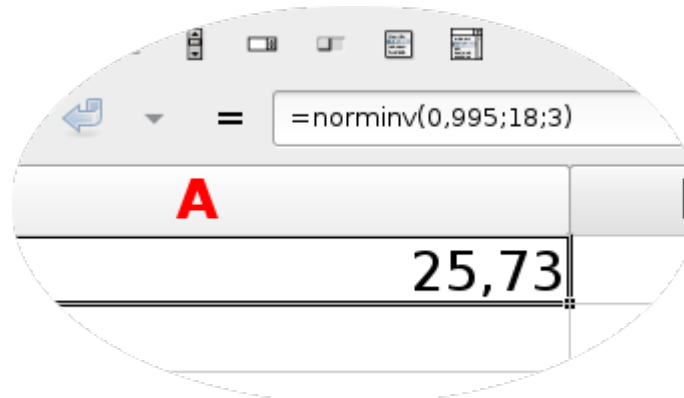 =
=norminv(0,995;18;3)
A
25,73